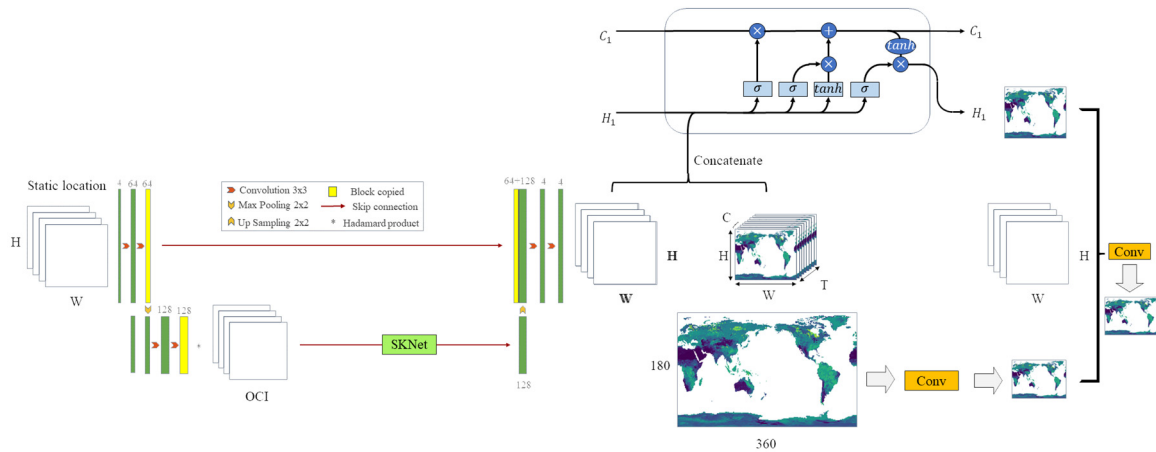 C₁
C₁
tanh
σ
σ
tanh
σ
H₁
H₁
Concatenate
Static location
4 64 64
H
W
Convolution 3x3
Block copied
Max Pooling 2x2
Skip connection
Up Sampling 2x2
* Hadamard product
64+128 4 4
H
W
C
H
W
T
H
W
Conv
128 128
*
OCI
SKNet
128
180
360
Conv